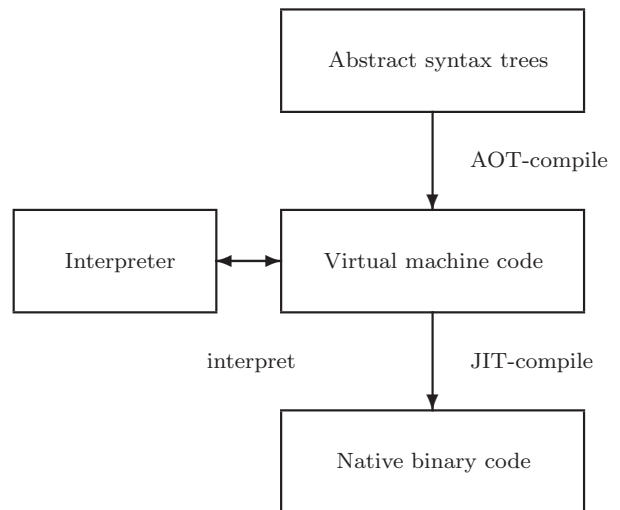 Abstract syntax trees
AOT-compile
Interpreter
Virtual machine code
interpret
JIT-compile
Native binary code